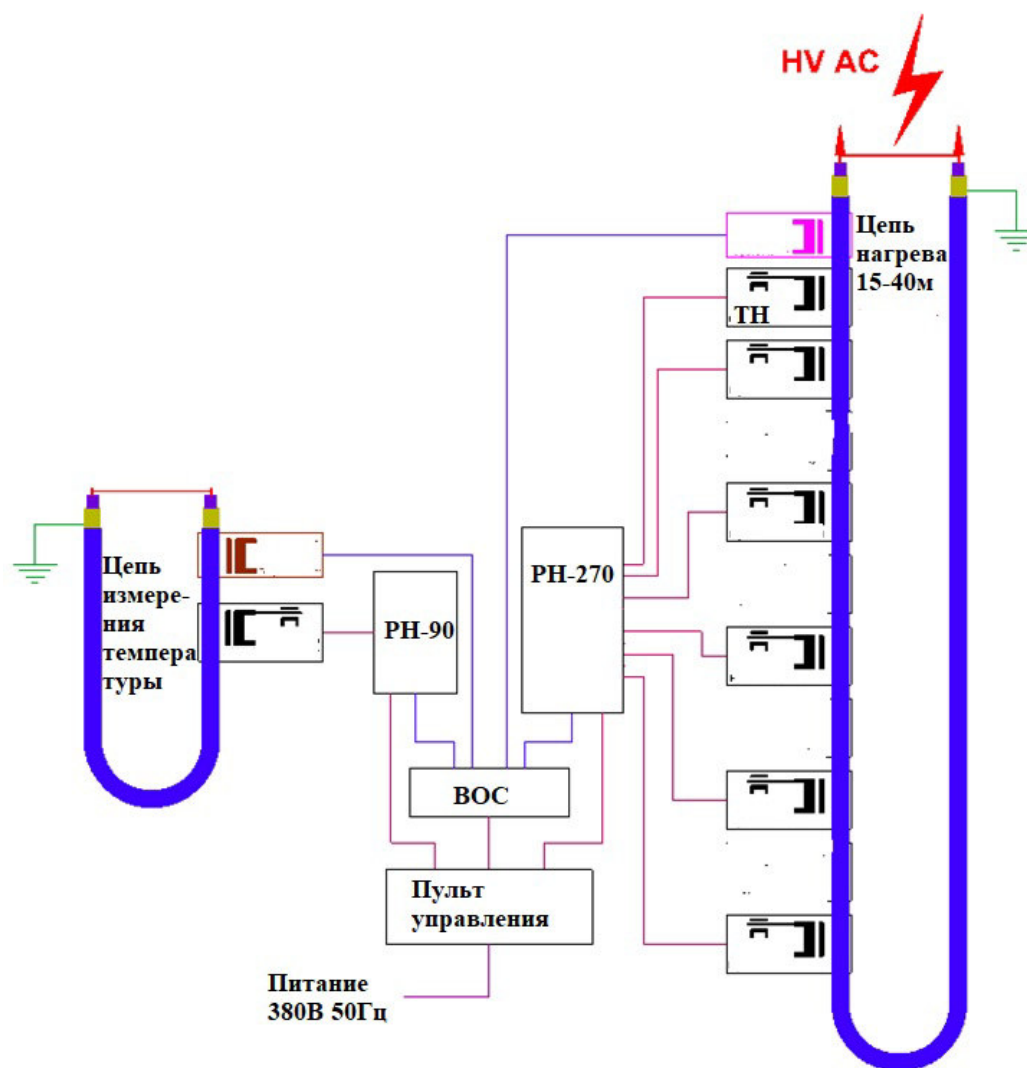 HV AC
Цепь
нагрева
15-40м
ТН
РН-270
Цепь
измере-
ния
темпера
туры
РН-90
ВОС
Пульт
управления
Питание
380В 50Гц